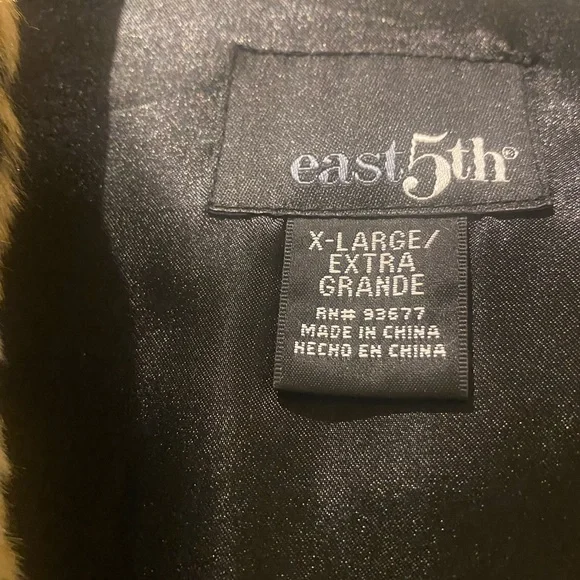 east5th®
X-LARGE/
EXTRA
GRANDE
RN# 93677
MADE IN CHINA
HECHO EN CHINA